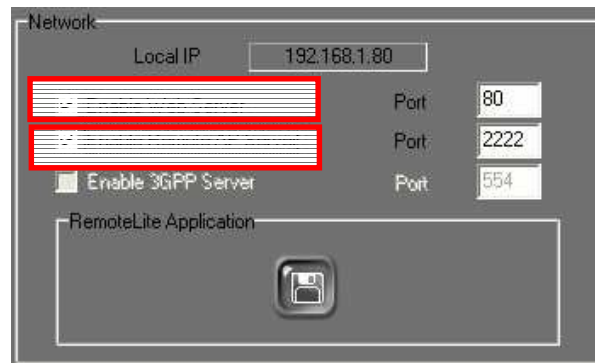 Network
Local IP 192.168.1.80
Port 80
Port 2222
Enable 3GPP Server Port 554
RemoteLite Application